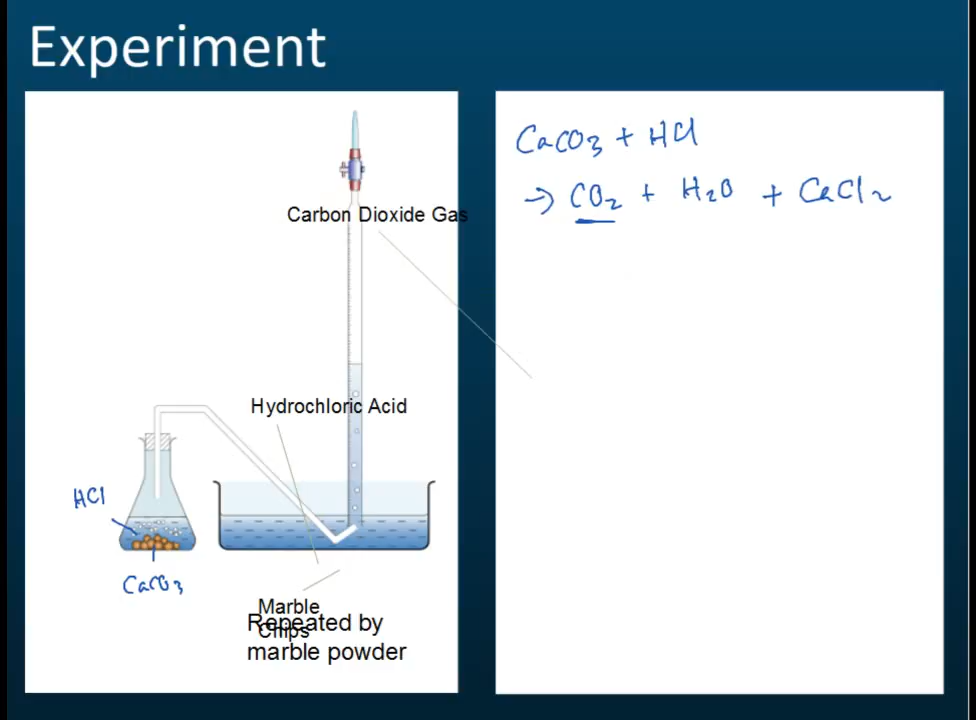 Experiment
CaCO3 + HCl
→ CO2 + H2O + CaCl2
Carbon Dioxide Gas
Hydrochloric Acid
HCl
CaCO3
Marble
Chips
Repeated by
marble powder